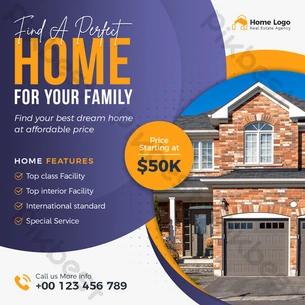 Find A Perfect
HOME
FOR YOUR FAMILY
Find your best dream home
at affordable price
Home Logo
Real Estate Agency
Price
Starting at
$50K
HOME FEATURES
Top class Facility
Top interior Facility
International standard
Special Service
Call us More info
+00 123 456 789